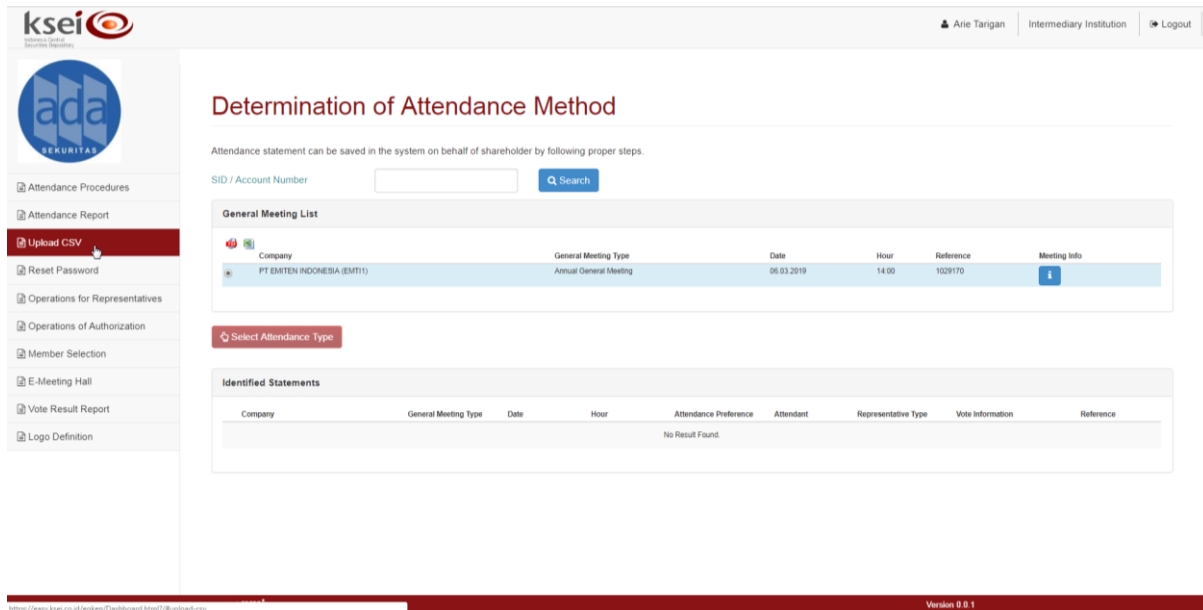 ksei
Indonesia Central
Securities Depository
Arie Tarigan
Intermediary Institution
Logout
ada
SEKURITAS
Attendance Procedures
Attendance Report
Upload CSV
Reset Password
Operations for Representatives
Operations of Authorization
Member Selection
E-Meeting Hall
Vote Result Report
Logo Definition
Determination of Attendance Method
Attendance statement can be saved in the system on behalf of shareholder by following proper steps.
SID / Account Number
Search
General Meeting List
Company General Meeting Type Date Hour Reference Meeting Info
PT EMITEN INDONESIA (EMTI1) Annual General Meeting 06.03.2019 14:00 1029170
Select Attendance Type
Identified Statements
Company General Meeting Type Date Hour Attendance Preference Attendant Representative Type Vote Information Reference
No Result Found.
Version 0.0.1